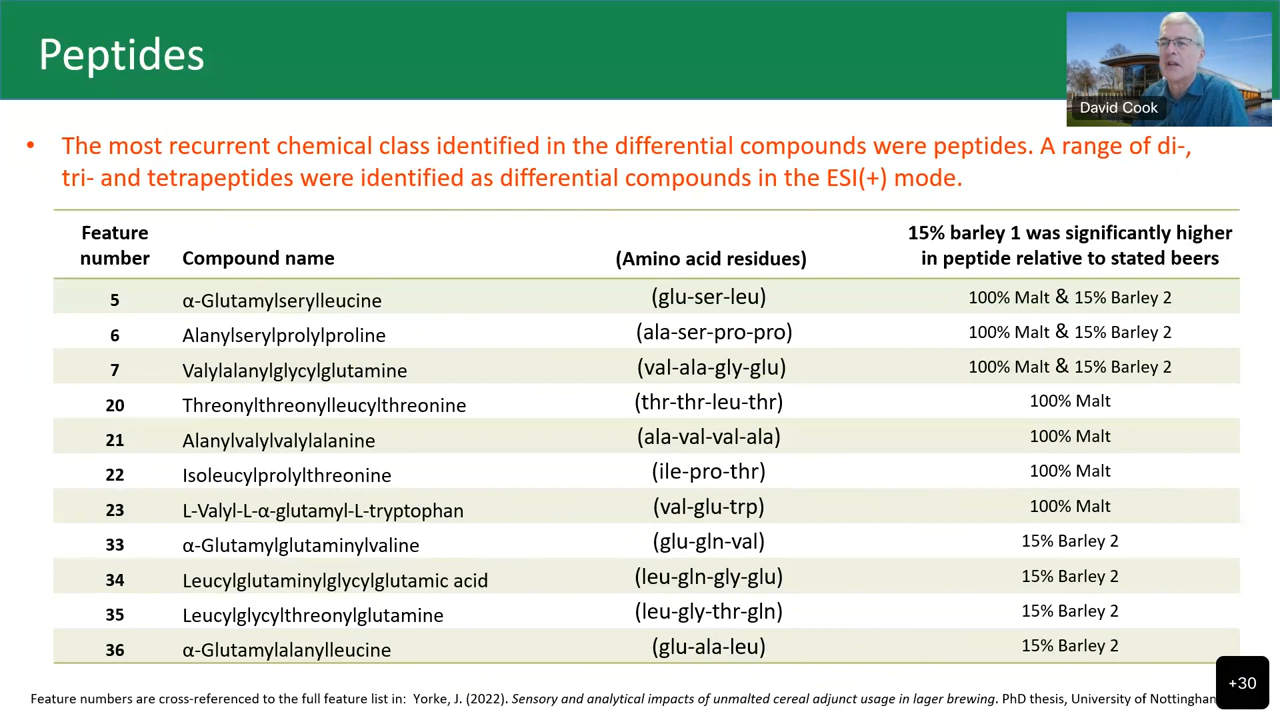 Peptides
David Cook
• The most recurrent chemical class identified in the differential compounds were peptides. A range of di-,
tri- and tetrapeptides were identified as differential compounds in the ESI(+) mode.
Feature number Compound name (Amino acid residues) 15% barley 1 was significantly higher in peptide relative to stated beers
5 α-Glutamylserylleucine (glu-ser-leu) 100% Malt & 15% Barley 2
6 Alanylserylprolylproline (ala-ser-pro-pro) 100% Malt & 15% Barley 2
7 Valylalanylglycylglutamine (val-ala-gly-glu) 100% Malt & 15% Barley 2
20 Threonylthreonylleucylthreonine (thr-thr-leu-thr) 100% Malt
21 Alanylvalylvalylalanine (ala-val-val-ala) 100% Malt
22 Isoleucylprolylthreonine (ile-pro-thr) 100% Malt
23 L-Valyl-L-α-glutamyl-L-tryptophan (val-glu-trp) 100% Malt
33 α-Glutamylglutaminylvaline (glu-gln-val) 15% Barley 2
34 Leucylglutaminylglycylglutamic acid (leu-gln-gly-glu) 15% Barley 2
35 Leucylglycylthreonylglutamine (leu-gly-thr-gln) 15% Barley 2
36 α-Glutamylalanylleucine (glu-ala-leu) 15% Barley 2
+30
Feature numbers are cross-referenced to the full feature list in: Yorke, J. (2022). Sensory and analytical impacts of unmalted cereal adjunct usage in lager brewing. PhD thesis, University of Nottingham